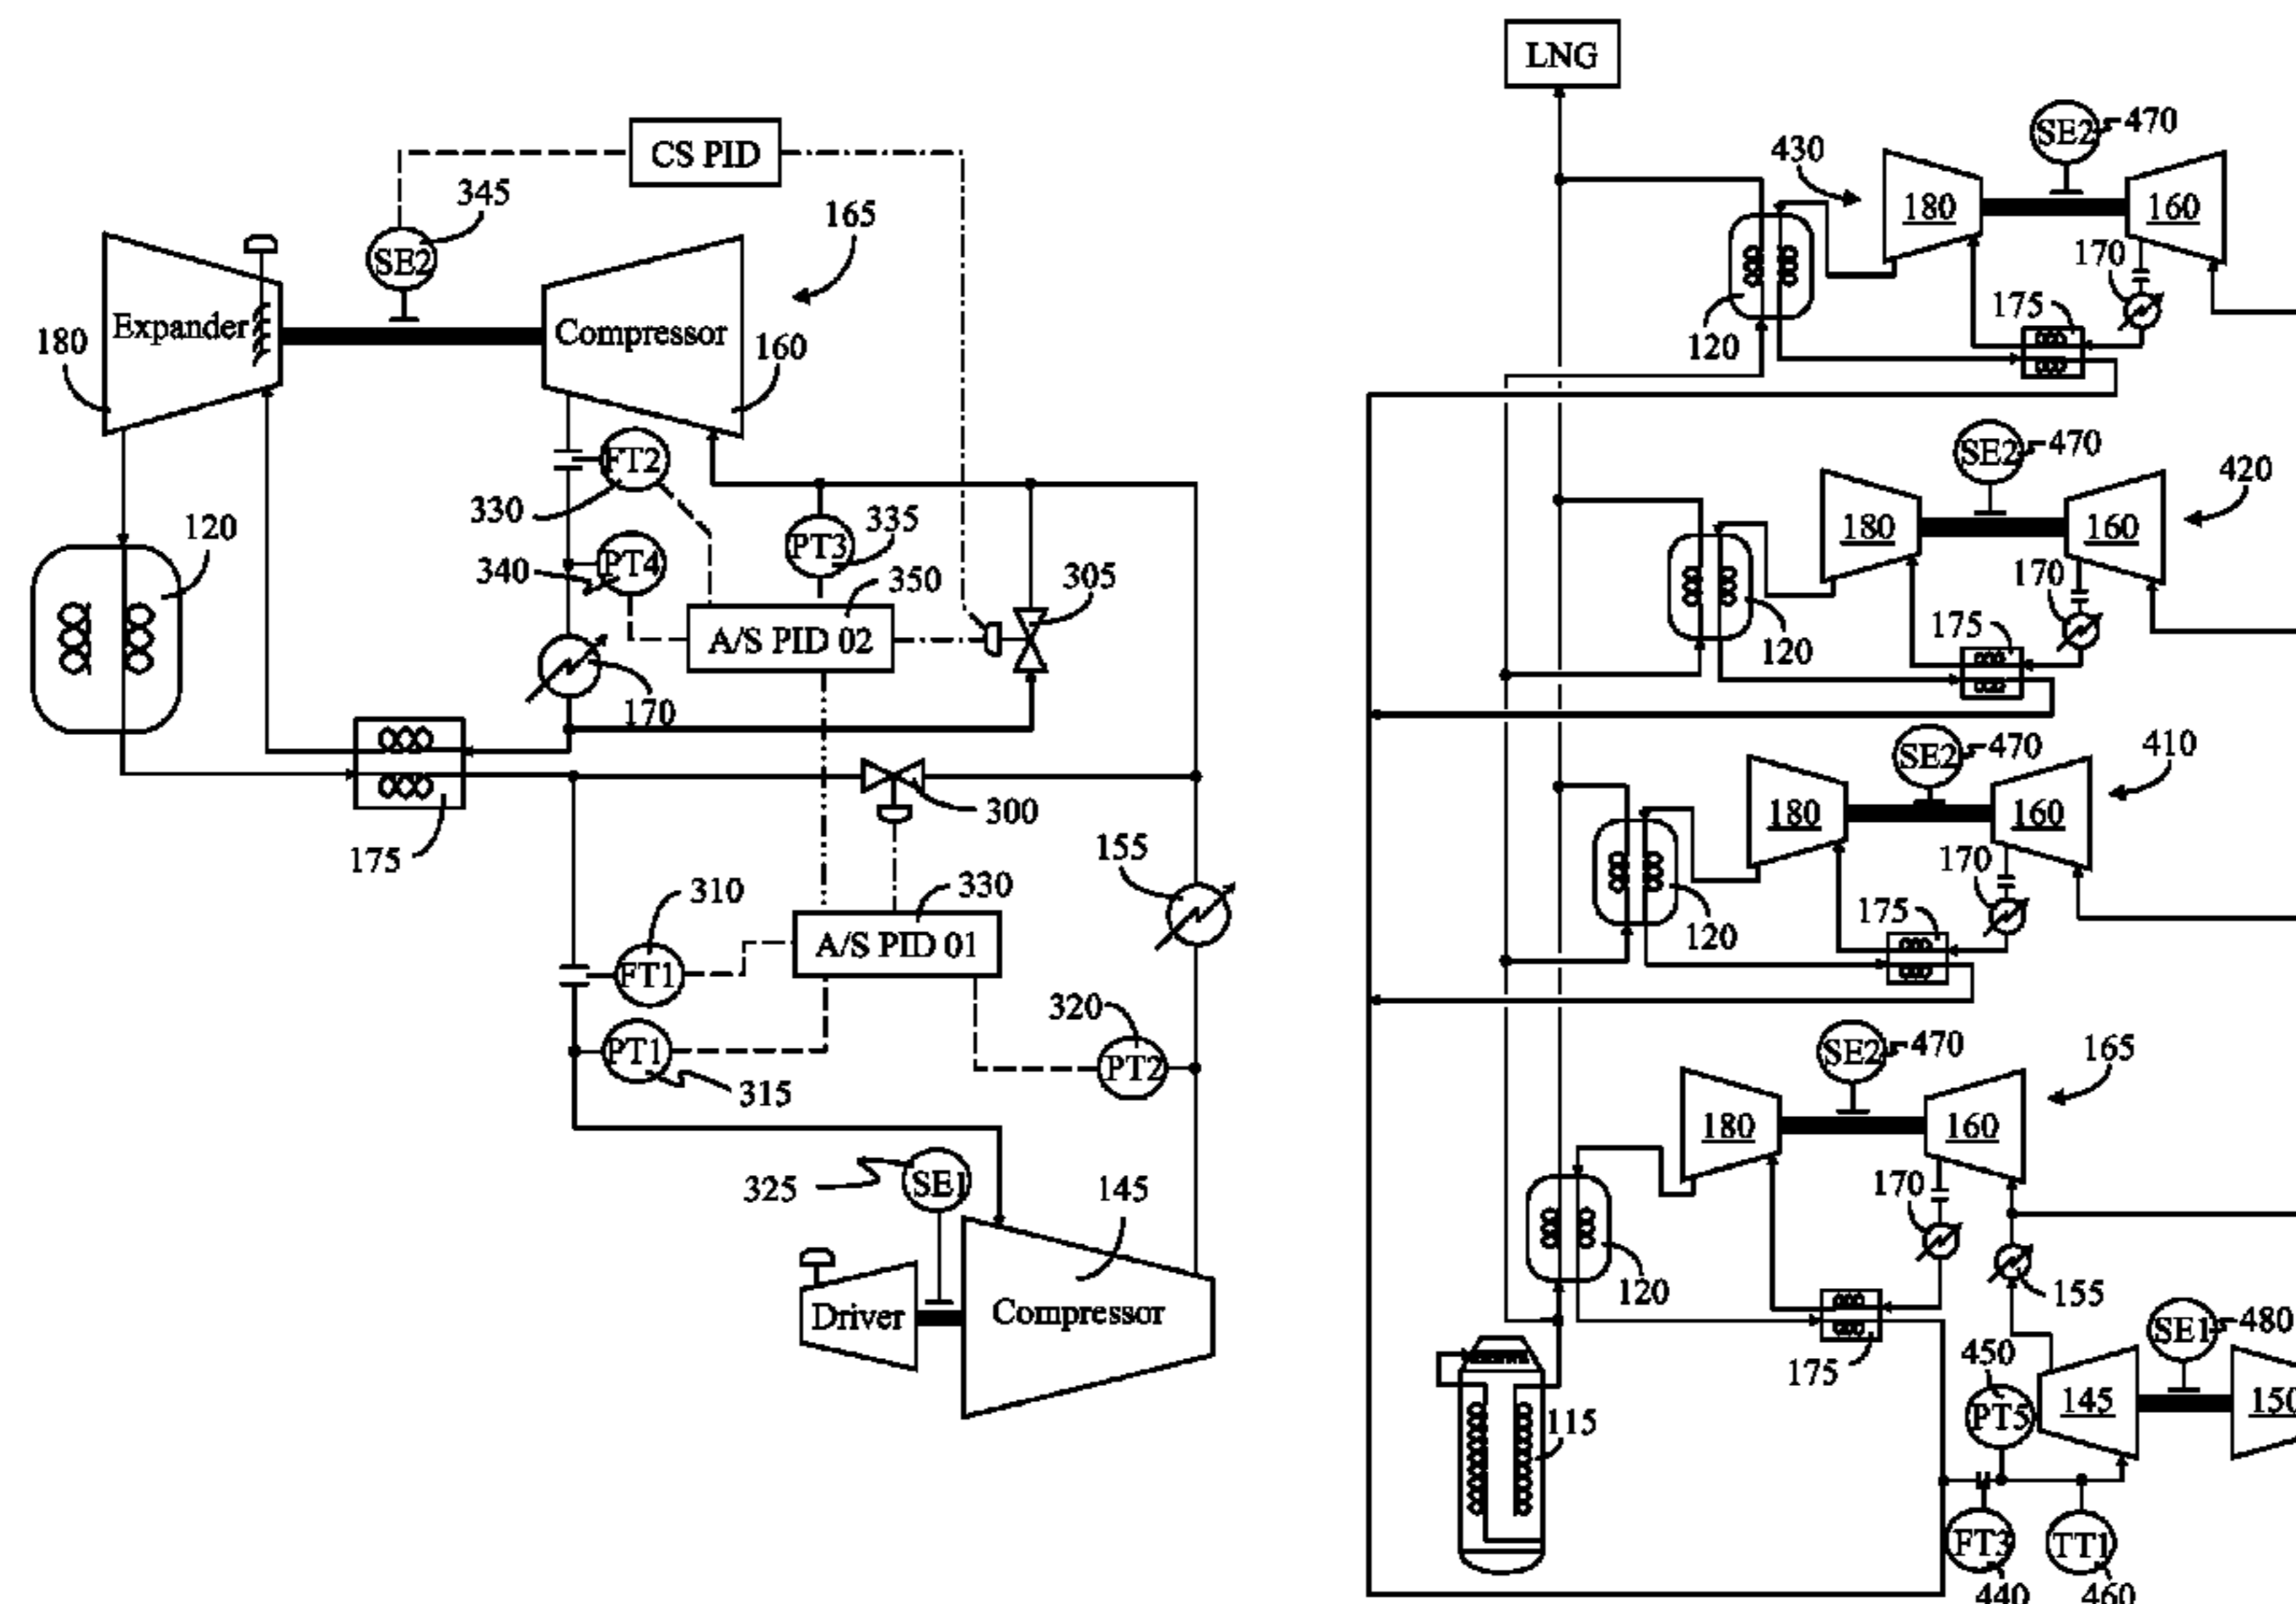 CS PID
345
SE2
165
Expander
Compressor
180
160
FT2
330
120
335
PT3
340
PT4
350
305
A/S PID 02
170
300
175
155
310
330
A/S PID 01
FT1
320
PT1
PT2
315
325
SE1
145
Driver
Compressor
LNG
SE2
470
430
180
160
170
175
120
SE2
470
420
180
160
170
175
120
SE2
470
410
180
160
170
175
120
SE2
470
165
180
160
170
120
155
SE1
480
175
450
145
150
PT5
115
FT3
TT1
440
460